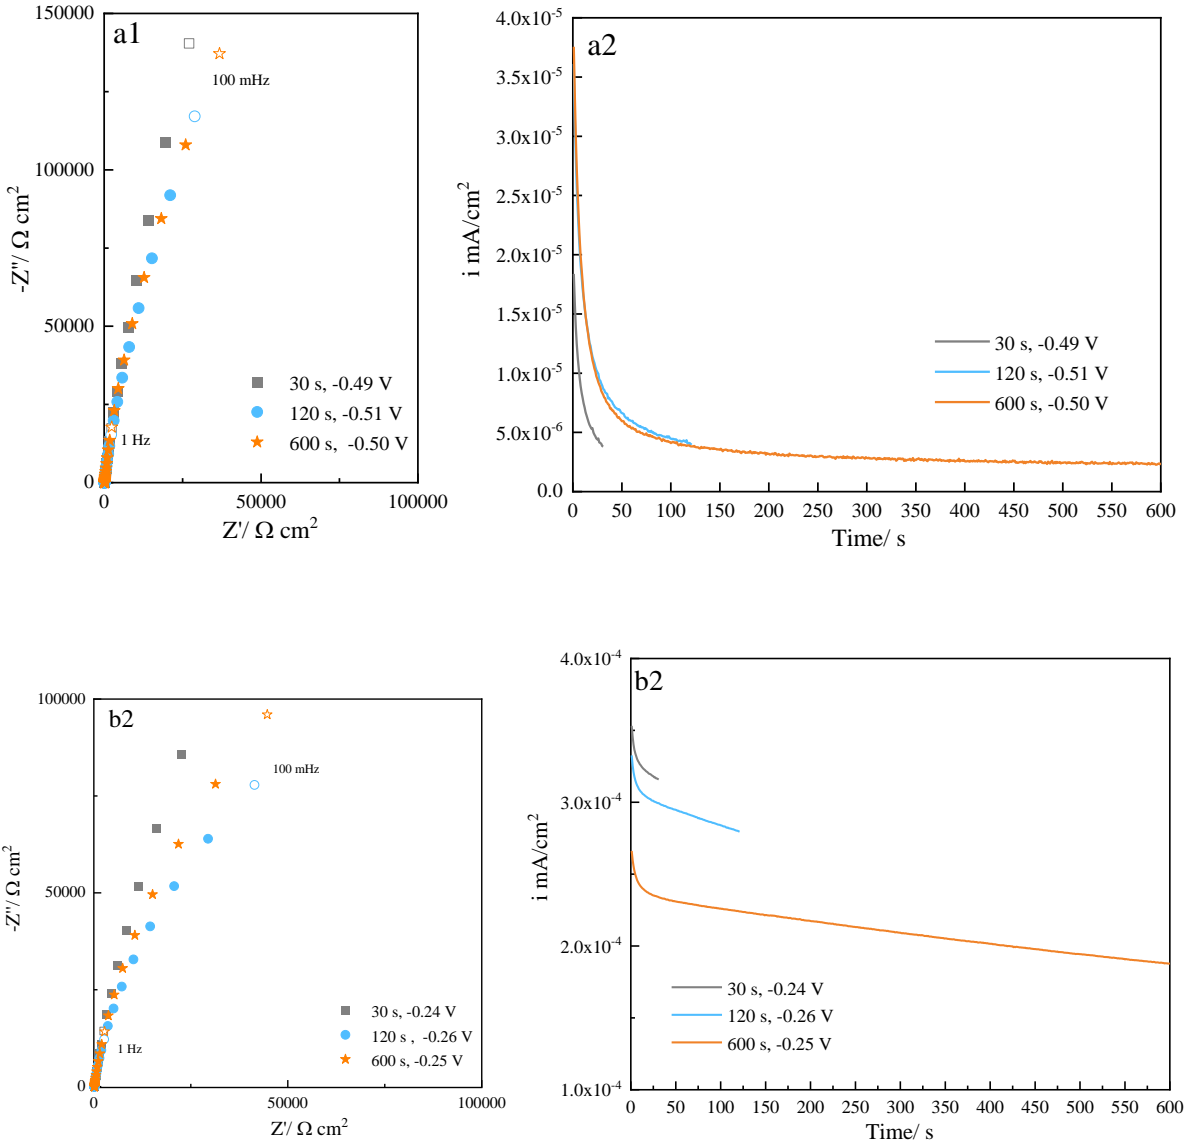 a1
150000
100000
50000
0
-Z''/ Ω cm²
100 mHz
1 Hz
30 s, -0.49 V
120 s, -0.51 V
600 s, -0.50 V
0
50000
100000
Z'/ Ω cm²
a2
4.0x10⁻⁵
3.5x10⁻⁵
3.0x10⁻⁵
2.5x10⁻⁵
2.0x10⁻⁵
1.5x10⁻⁵
1.0x10⁻⁵
5.0x10⁻⁶
0.0
i mA/cm²
30 s, -0.49 V
120 s, -0.51 V
600 s, -0.50 V
0 50 100 150 200 250 300 350 400 450 500 550 600
Time/ s
b2
100000
50000
0
-Z''/ Ω cm²
100 mHz
1 Hz
30 s, -0.24 V
120 s , -0.26 V
600 s, -0.25 V
0
50000
100000
Z'/ Ω cm²
b2
4.0x10⁻⁴
3.0x10⁻⁴
2.0x10⁻⁴
1.0x10⁻⁴
i mA/cm²
30 s, -0.24 V
120 s, -0.26 V
600 s, -0.25 V
0 50 100 150 200 250 300 350 400 450 500 550 600
Time/ s